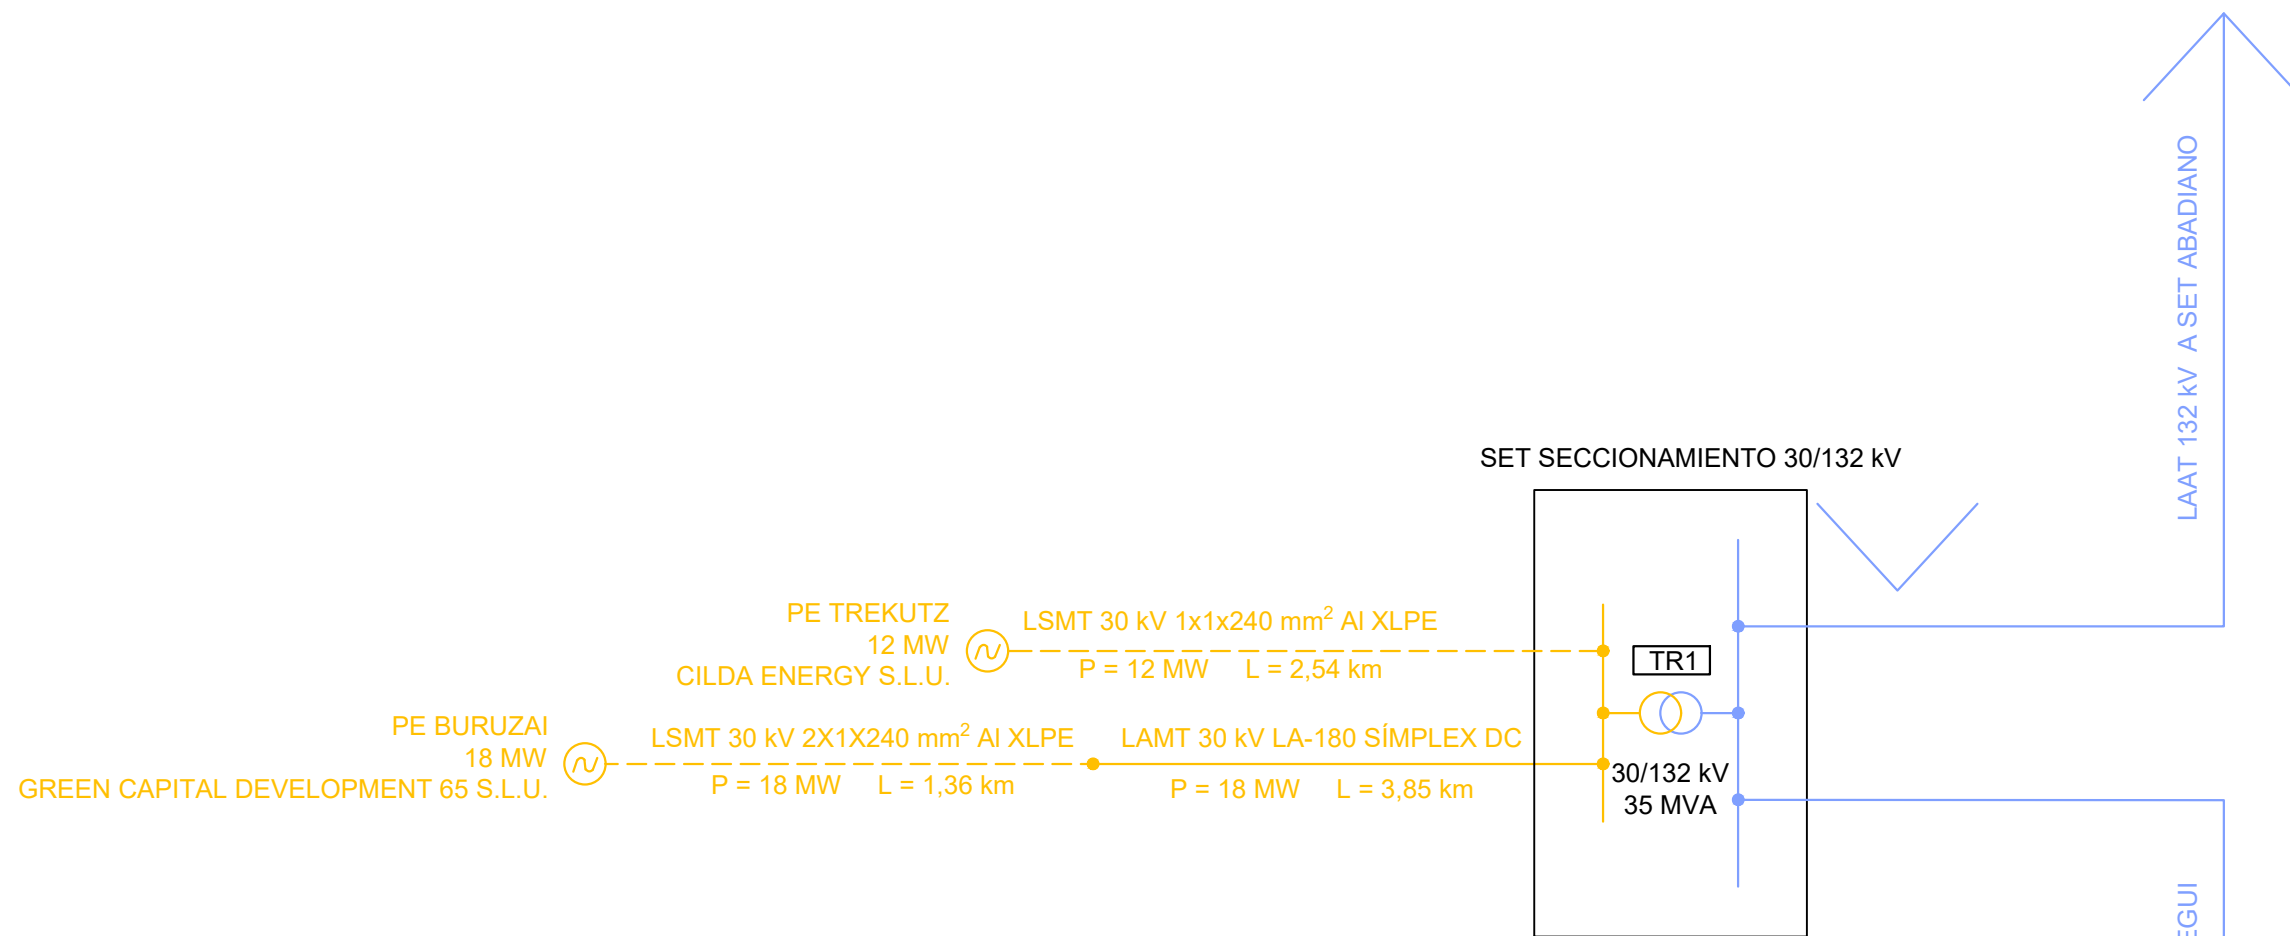 LAAT 132 kV A SET ABADIANO
SET SECCIONAMIENTO 30/132 kV
PE TREKUTZ
12 MW
CILDA ENERGY S.L.U.
LSMT 30 kV 1x1x240 mm² Al XLPE
P = 12 MW L = 2,54 km
TR1
PE BURUZAI
18 MW
GREEN CAPITAL DEVELOPMENT 65 S.L.U.
LSMT 30 kV 2X1X240 mm² Al XLPE
P = 18 MW L = 1,36 km
LAMT 30 kV LA-180 SÍMPLEX DC
P = 18 MW L = 3,85 km
30/132 kV
35 MVA